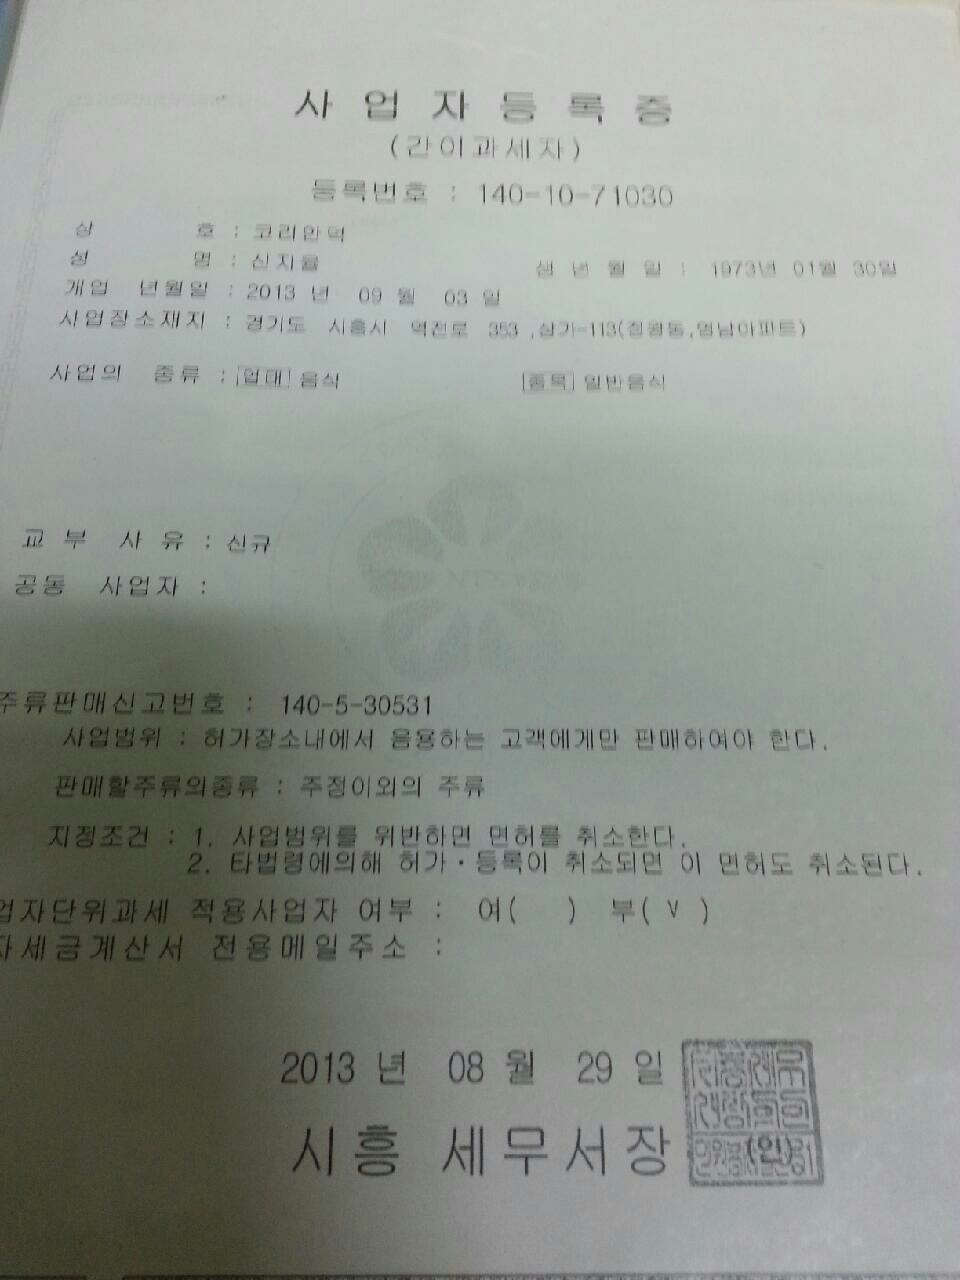 사업자등록증
(간이과세자)
등록번호 : 140-10-71030
상 호 : 코리안역
성 명 : 신지율 생 년 월 일 : 1973년 01월 30일
개업 년월일 : 2013 년 09 월 03 일
사업장소재지 : 경기도 시흥시 역전로 353 ,상가-113(정왕동,영남아파트)
사업의 종류 : 업태 음식 종목 일반음식
교 부 사 유 : 신규
공동 사업자 :
주류판매신고번호 : 140-5-30531
사업범위 : 허가장소내에서 음용하는 고객에게만 판매하여야 한다.
판매할주류의종류 : 주정이외의 주류
지정조건 : 1. 사업범위를 위반하면 면허를 취소한다.
2. 타법령에의해 허가·등록이 취소되면 이 면허도 취소된다.
업자단위과세 적용사업자 여부 : 여( ) 부( V )
자세금계산서 전용메일주소 :
2013 년 08 월 29 일
시흥 세무서장 (인)